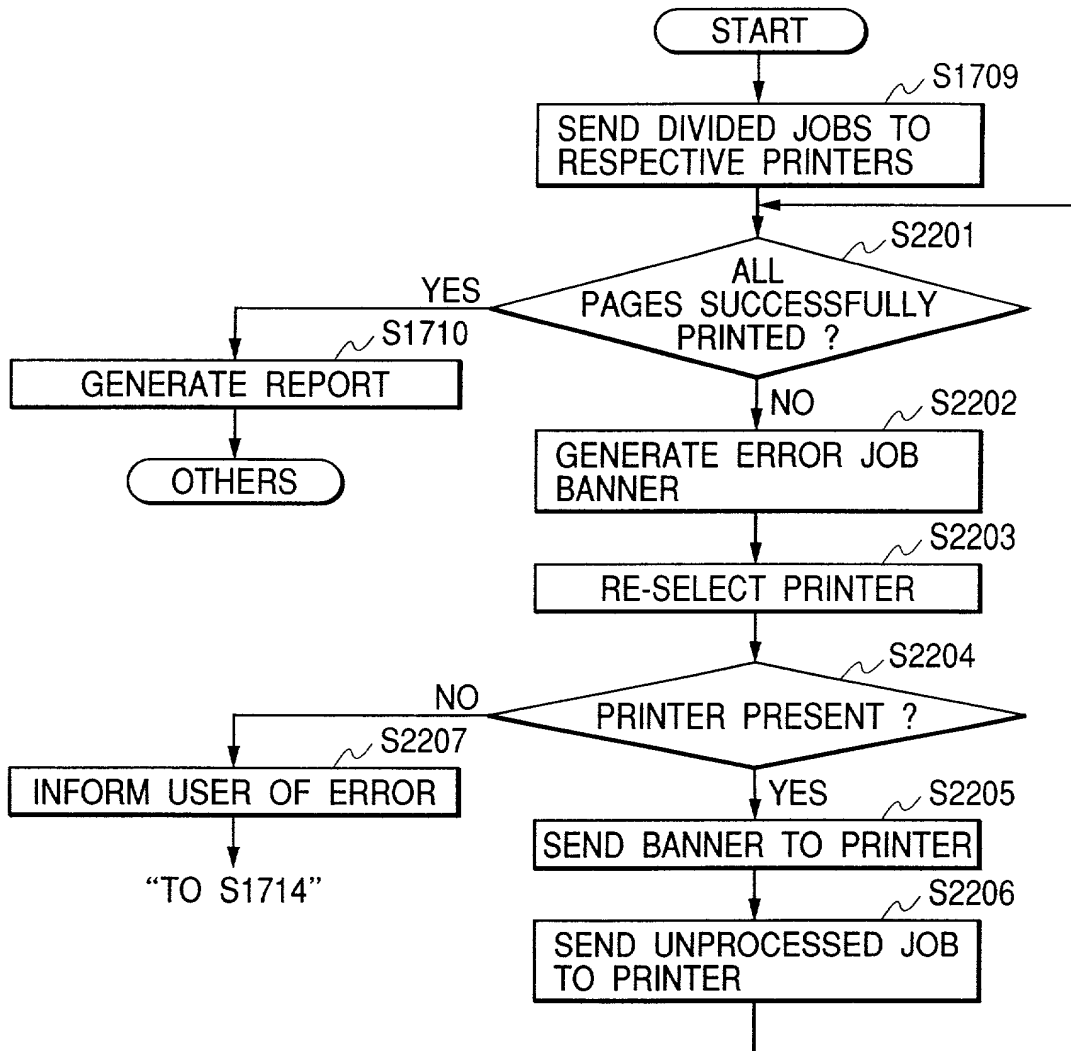 START
S1709
SEND DIVIDED JOBS TO
RESPECTIVE PRINTERS
S2201
ALL
PAGES SUCCESSFULLY
PRINTED ?
YES
S1710
GENERATE REPORT
OTHERS
NO
S2202
GENERATE ERROR JOB
BANNER
S2203
RE-SELECT PRINTER
S2204
PRINTER PRESENT ?
NO
S2207
INFORM USER OF ERROR
“TO S1714”
YES
S2205
SEND BANNER TO PRINTER
S2206
SEND UNPROCESSED JOB
TO PRINTER